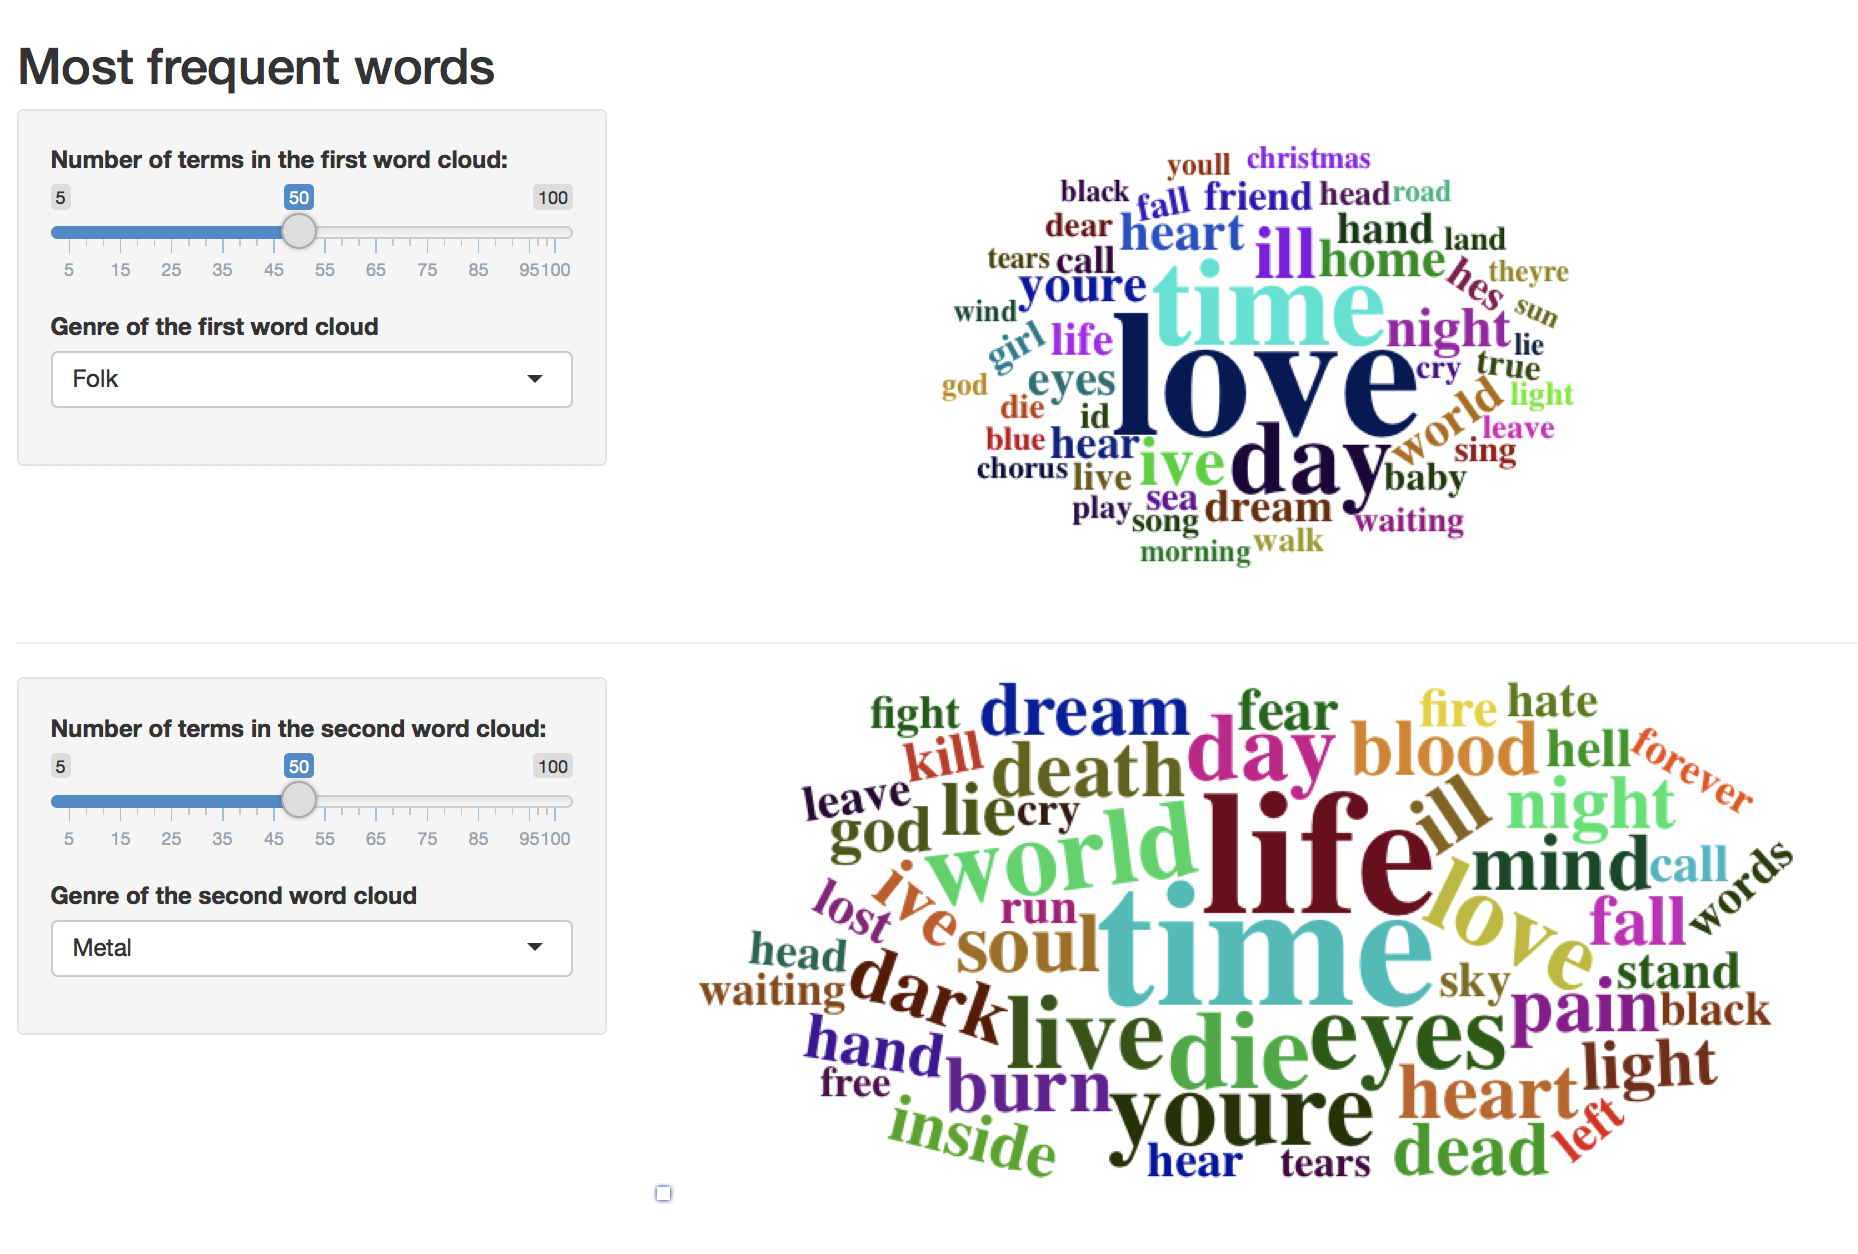 Most frequent words
Number of terms in the first word cloud:
5 50 100
5 15 25 35 45 55 65 75 85 95 100
Genre of the first word cloud
Folk
youll christmas
black fall friend head road
dear heart ill hand land
tears call home hes theyre
wind youre time sun
girl life night lie
god eyes love cry true
die id world light
blue hear leave
chorus live ive day sing
play sea dream baby
song waiting
morning walk
Number of terms in the second word cloud:
5 50 100
5 15 25 35 45 55 65 75 85 95 100
Genre of the second word cloud
Metal
fight dream fear fire hate
kill death day blood hell forever
leave lie cry ill night
god world life mind call words
lost ive run love fall
head soul time sky stand
waiting dark pain black
hand live die eyes light
free burn youre heart
inside hear tears dead left